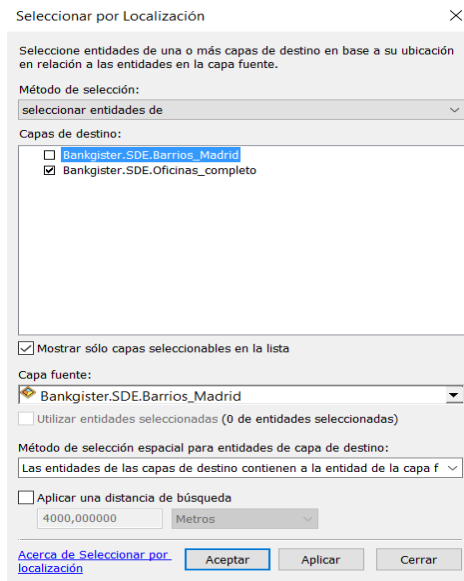 Seleccionar por Localización
Seleccione entidades de una o más capas de destino en base a su ubicación
en relación a las entidades en la capa fuente.
Método de selección:
seleccionar entidades de
Capas de destino:
Bankgister.SDE.Barrios_Madrid
Bankgister.SDE.Oficinas_completo
Mostrar sólo capas seleccionables en la lista
Capa fuente:
Bankgister.SDE.Barrios_Madrid
Utilizar entidades seleccionadas (0 de entidades seleccionadas)
Método de selección espacial para entidades de capa de destino:
Las entidades de las capas de destino contienen a la entidad de la capa f
Aplicar una distancia de búsqueda
4000,000000 Metros
Acerca de Seleccionar por
localización
Aceptar Aplicar Cerrar